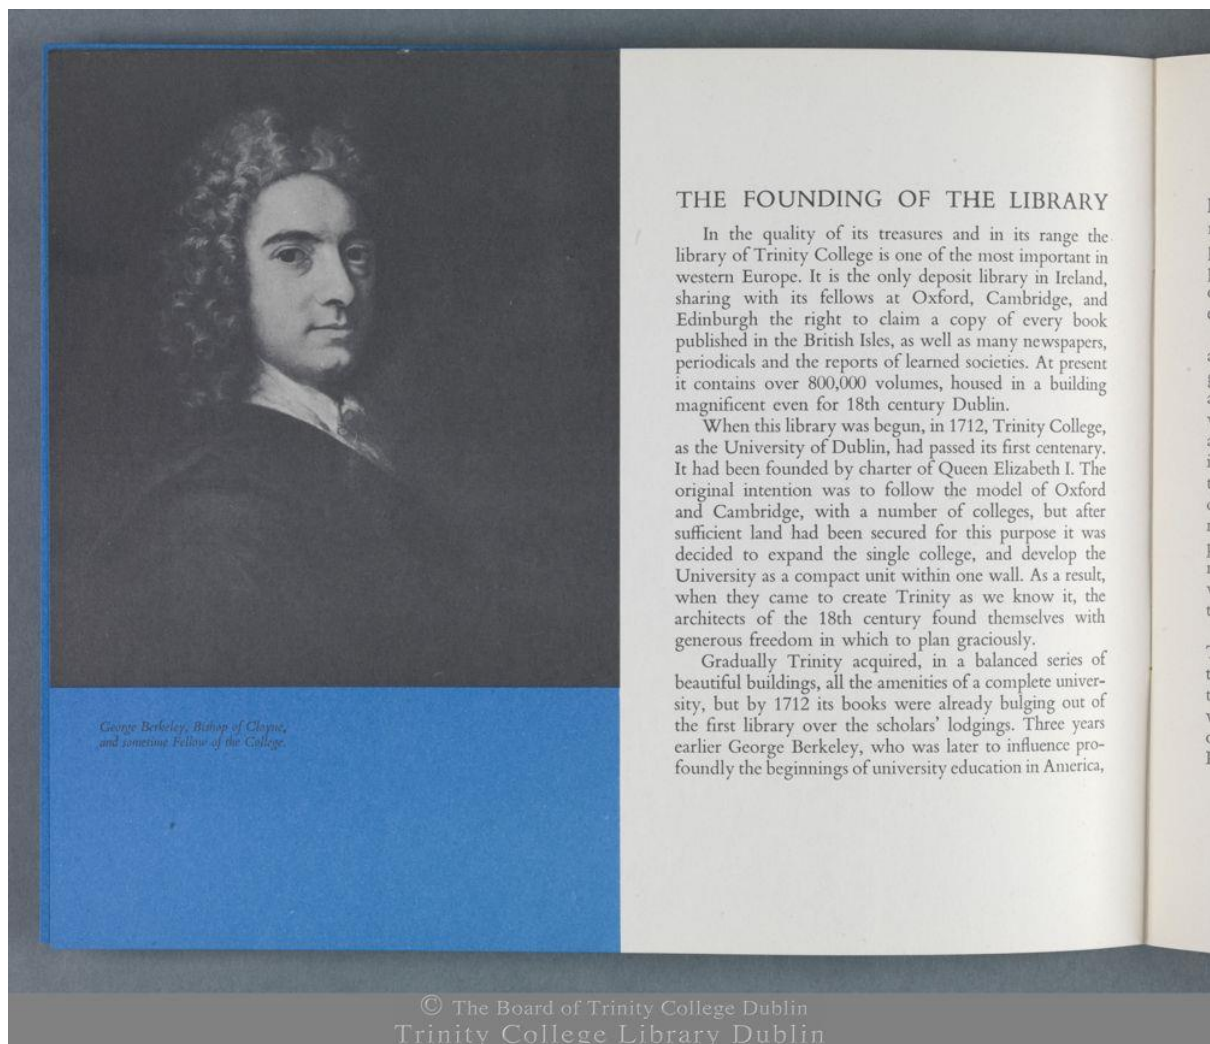 George Berkeley, Bishop of Cloyne,
and sometime Fellow of the College.
THE FOUNDING OF THE LIBRARY
In the quality of its treasures and in its range the
library of Trinity College is one of the most important in
western Europe. It is the only deposit library in Ireland,
sharing with its fellows at Oxford, Cambridge, and
Edinburgh the right to claim a copy of every book
published in the British Isles, as well as many newspapers,
periodicals and the reports of learned societies. At present
it contains over 800,000 volumes, housed in a building
magnificent even for 18th century Dublin.
When this library was begun, in 1712, Trinity College,
as the University of Dublin, had passed its first centenary.
It had been founded by charter of Queen Elizabeth I. The
original intention was to follow the model of Oxford
and Cambridge, with a number of colleges, but after
sufficient land had been secured for this purpose it was
decided to expand the single college, and develop the
University as a compact unit within one wall. As a result,
when they came to create Trinity as we know it, the
architects of the 18th century found themselves with
generous freedom in which to plan graciously.
Gradually Trinity acquired, in a balanced series of
beautiful buildings, all the amenities of a complete univer-
sity, but by 1712 its books were already bulging out of
the first library over the scholars' lodgings. Three years
earlier George Berkeley, who was later to influence pro-
foundly the beginnings of university education in America,
© The Board of Trinity College Dublin
Trinity College Library Dublin